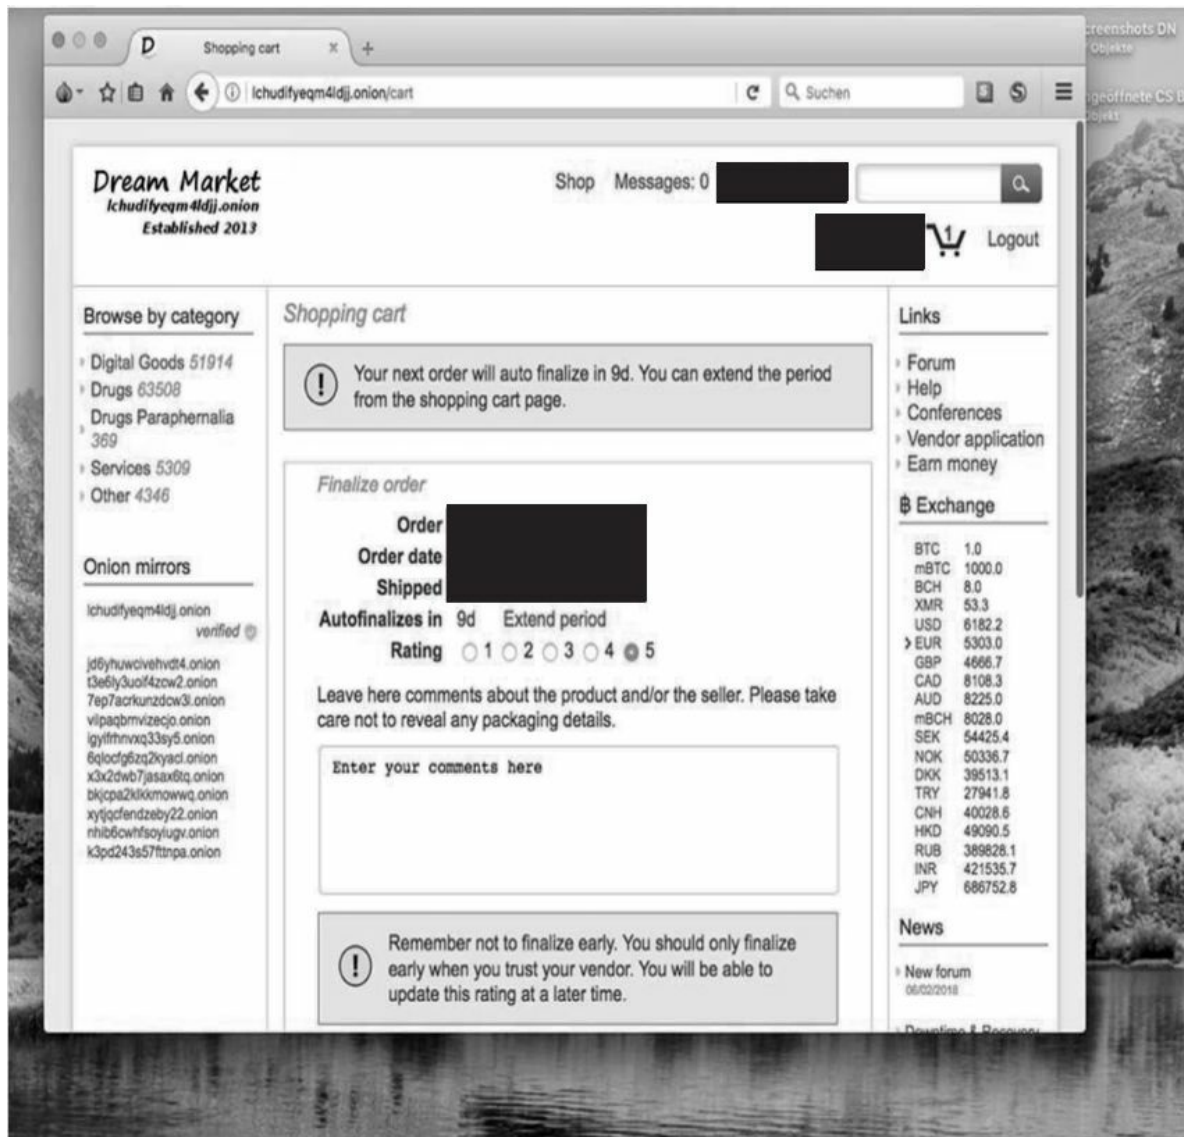 creenshots DN
Objekte
D Shopping cart × +
lchudifyeqm4ldjj.onion/cart
Suchen
geöffnete CS B
Objekt
Dream Market
lchudifyeqm4ldjj.onion
Established 2013
Shop Messages: 0
1 Logout
Browse by category
Digital Goods 51914
Drugs 63508
Drugs Paraphernalia
369
Services 5309
Other 4346
Onion mirrors
lchudifyeqm4ldjj.onion
verified
jd6yhuwcivehvdt4.onion
t3e6ly3uoif4zcw2.onion
7ep7acrkunzdcw3l.onion
vilpaqbrnvizecjo.onion
igyifrhnvxq33sy5.onion
6qlocfg6zq2kyacl.onion
x3x2dwb7jasax6tq.onion
bkjcpa2klkkmowwq.onion
xytjqcfendzeby22.onion
nhib6cwhfsoyiugv.onion
k3pd243s57fttnpa.onion
Shopping cart
! Your next order will auto finalize in 9d. You can extend the period
from the shopping cart page.
Finalize order
Order
Order date
Shipped
Autofinalizes in 9d Extend period
Rating 1 2 3 4 5
Leave here comments about the product and/or the seller. Please take
care not to reveal any packaging details.
Enter your comments here
! Remember not to finalize early. You should only finalize
early when you trust your vendor. You will be able to
update this rating at a later time.
Links
Forum
Help
Conferences
Vendor application
Earn money
฿ Exchange
BTC 1.0
mBTC 1000.0
BCH 8.0
XMR 53.3
USD 6182.2
EUR 5303.0
GBP 4666.7
CAD 8108.3
AUD 8225.0
mBCH 8028.0
SEK 54425.4
NOK 50336.7
DKK 39513.1
TRY 27941.8
CNH 40028.6
HKD 49090.5
RUB 389828.1
INR 421535.7
JPY 686752.8
News
New forum
06/02/2018
Downtime & Recovery